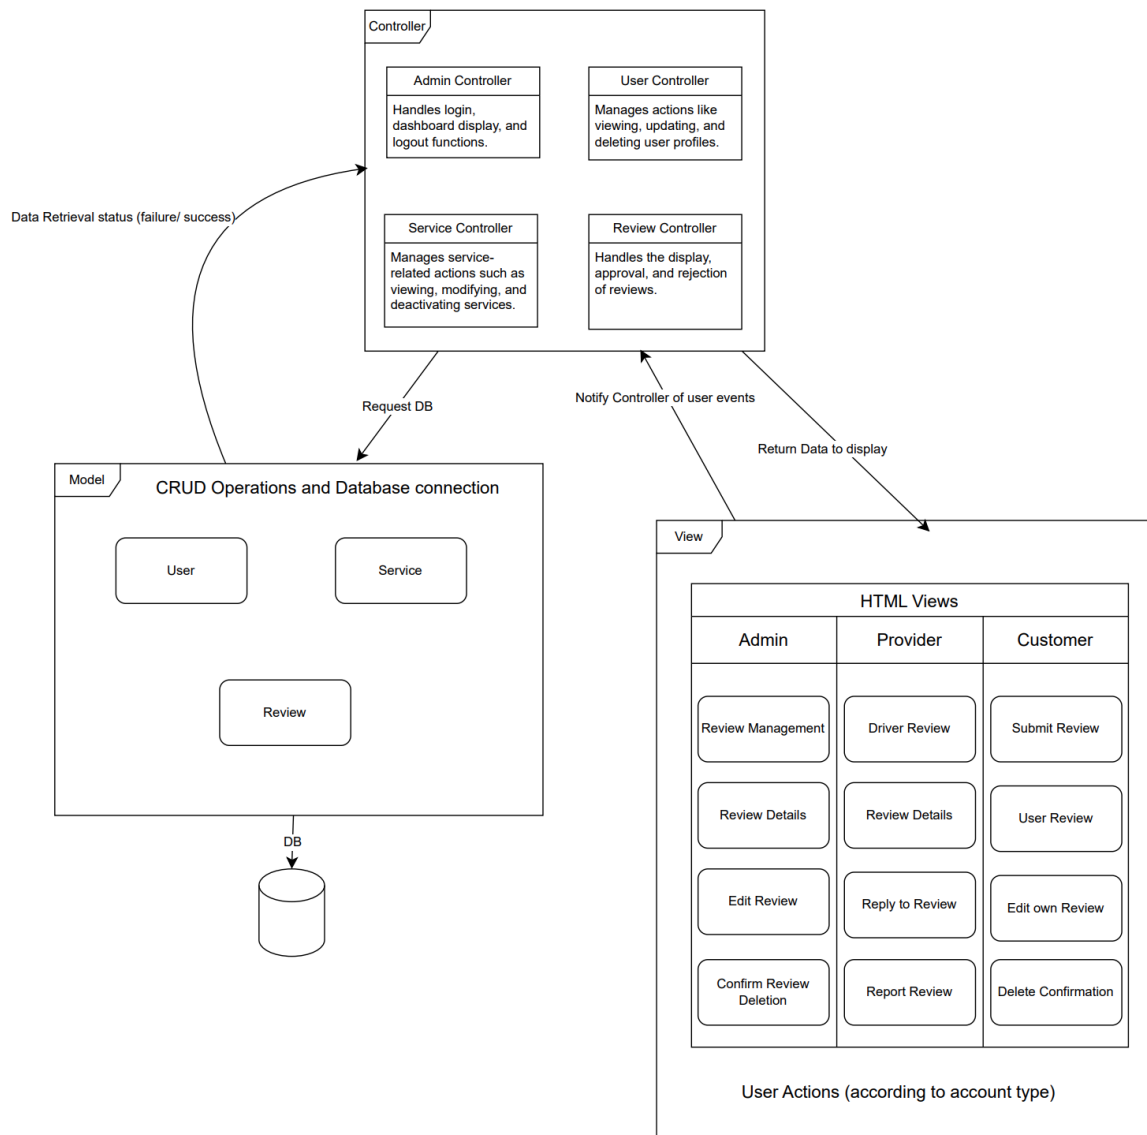 Controller
Admin Controller
Handles login,
dashboard display, and
logout functions.
User Controller
Manages actions like
viewing, updating, and
deleting user profiles.
Data Retrieval status (failure/ success)
Service Controller
Manages service-
related actions such as
viewing, modifying, and
deactivating services.
Review Controller
Handles the display,
approval, and rejection
of reviews.
Request DB
Notify Controller of user events
Return Data to display
Model
CRUD Operations and Database connection
User
Service
Review
DB
View
HTML Views
Admin
Provider
Customer
Review Management
Driver Review
Submit Review
Review Details
Review Details
User Review
Edit Review
Reply to Review
Edit own Review
Confirm Review
Deletion
Report Review
Delete Confirmation
User Actions (according to account type)